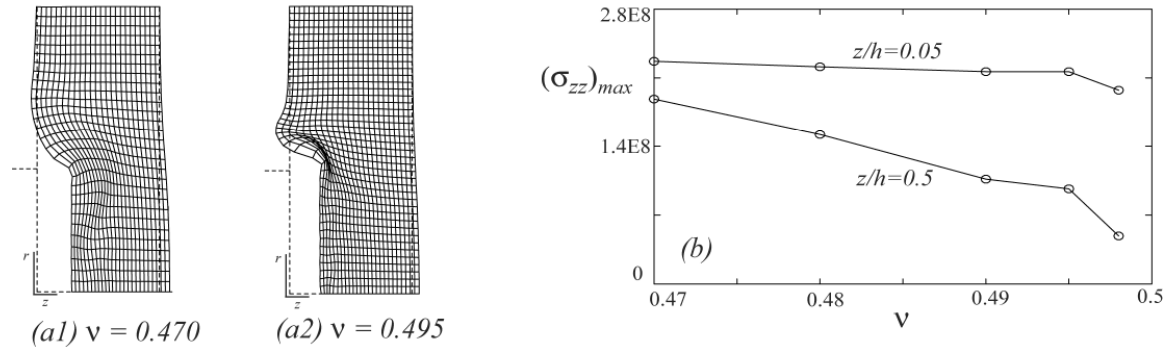 r
z
(a1) ν = 0.470
r
z
(a2) ν = 0.495
2.8E8
(σzz)max
1.4E8
0
z/h=0.05
z/h=0.5
(b)
0.47 0.48 0.49 0.5
ν